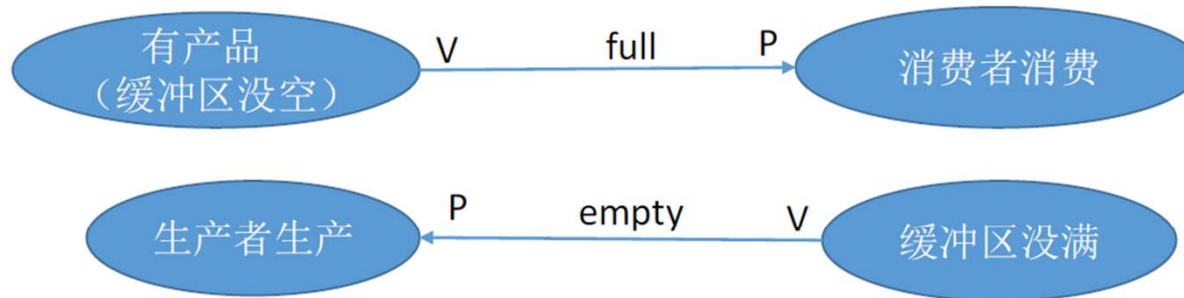 有产品
（缓冲区没空）
V
full
P
消费者消费
生产者生产
P
empty
V
缓冲区没满